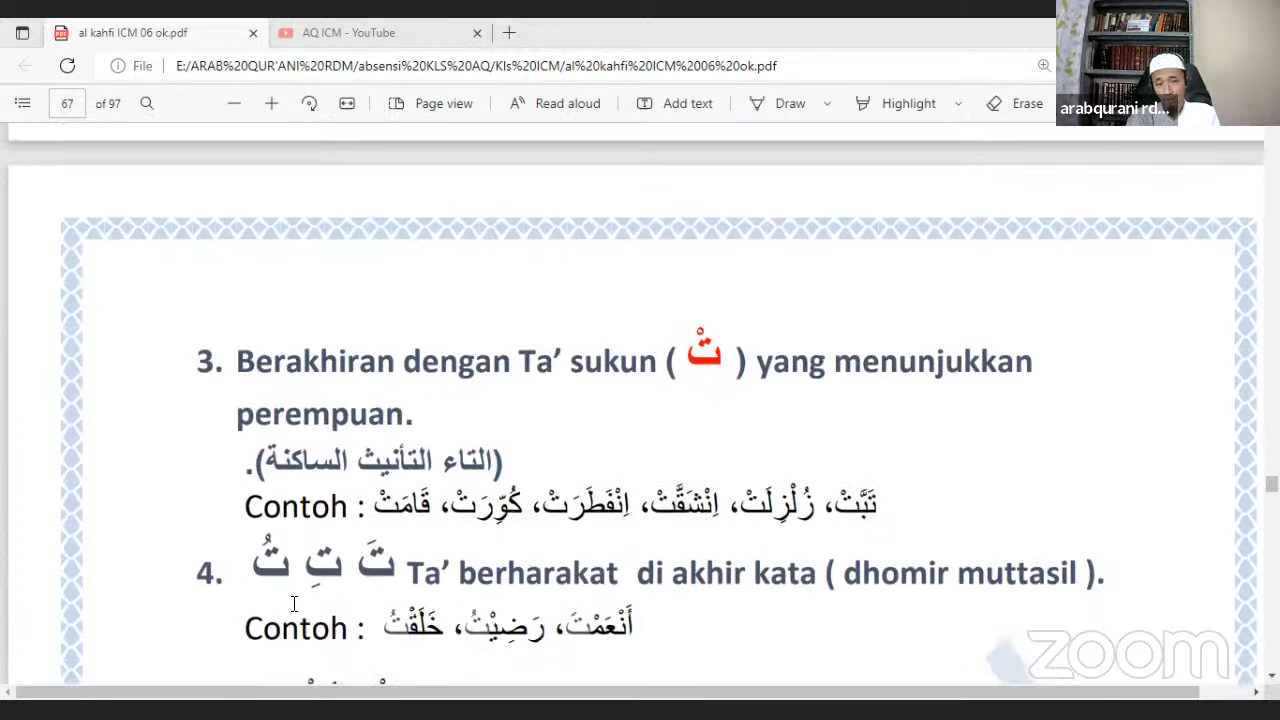 al kahfi ICM 06 ok.pdf
AQ ICM - YouTube
File E:/ARAB%20QUR'ANI%20RDM/absensi%20KLS%20
2/Kls%20ICM/al%20kahfi%20ICM%2006%20ok.pdf
67 of 97 Page view Read aloud Add text Draw Highlight Erase
arabqurani rd...
3. Berakhiran dengan Ta’ sukun ( تْ ) yang menunjukkan
perempuan.
(التاء التأنيث الساكنة).
Contoh : تَبَّتْ، زُلْزِلَتْ، اِنْشَقَّتْ، اِنْفَطَرَتْ، كُوِّرَتْ، قَامَتْ
4. تَ تِ تُ Ta’ berharakat di akhir kata ( dhomir muttasil ).
Contoh : أَنْعَمْتَ، رَضِيْتُ، خَلَقْتُ
zoom